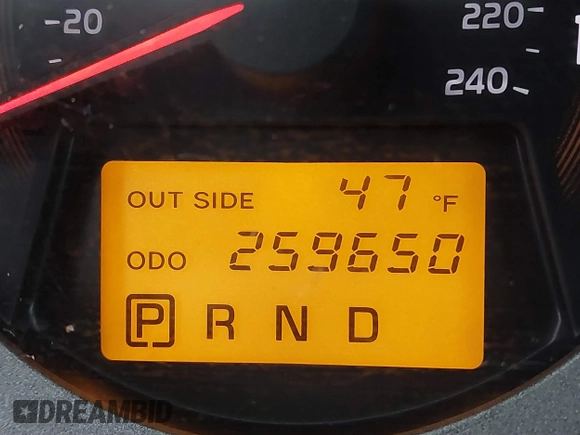 20
220
240
OUT SIDE 47 °F
ODO 259650
P R N D
DREAMBID